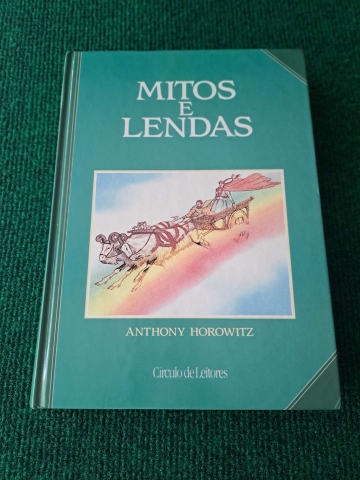 MITOS
E
LENDAS
ANTHONY HOROWITZ
Círculo de Leitores